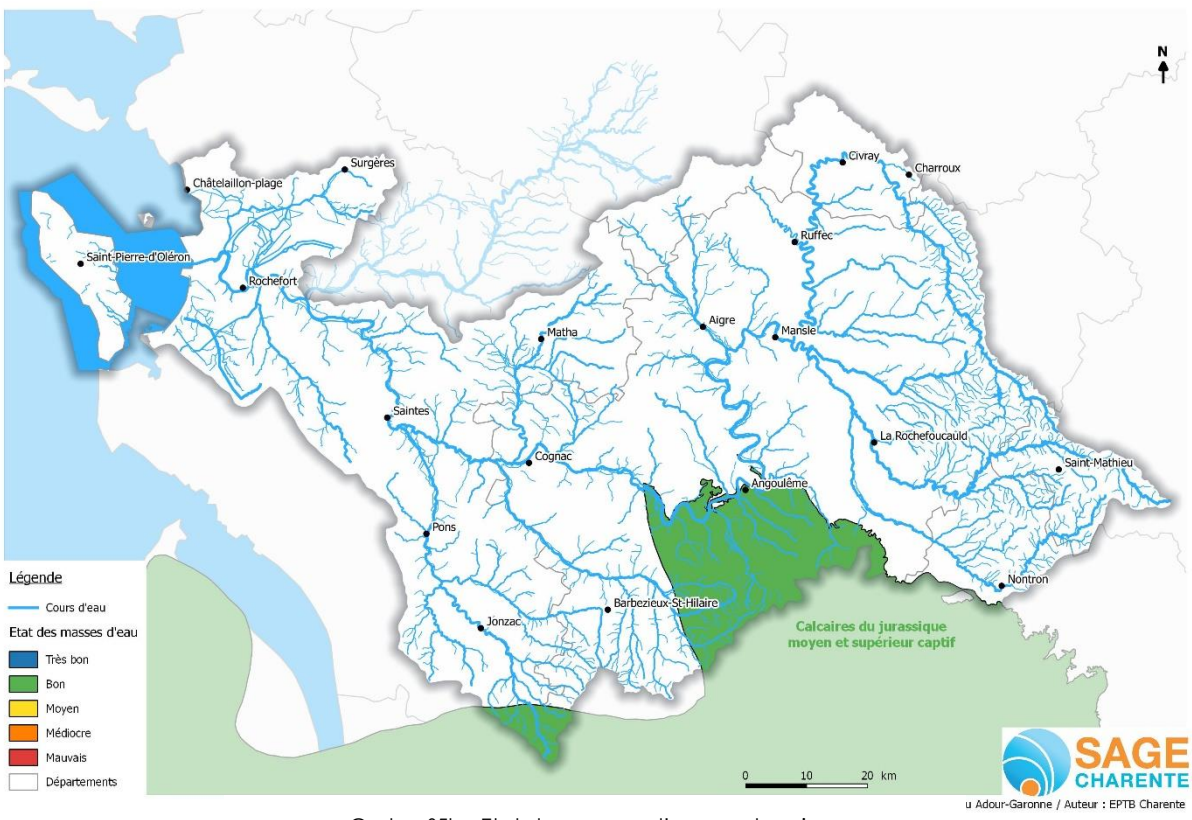 N
Surgères
Châtelaillon-plage
Civray
Charroux
Saint-Pierre-d'Oléron
Ruffec
Rochefort
Aigre
Mansle
Matha
Saintes
La Rochefoucauld
Cognac
Saint-Mathieu
Angoulême
Pons
Nontron
Barbezieux-St-Hilaire
Jonzac
Calcaires du jurassique
moyen et supérieur captif
Légende
Cours d'eau
Etat des masses d'eau
Très bon
Bon
Moyen
Médiocre
Mauvais
Départements
0 10 20 km
SAGE
CHARENTE
u Adour-Garonne / Auteur : EPTB Charente